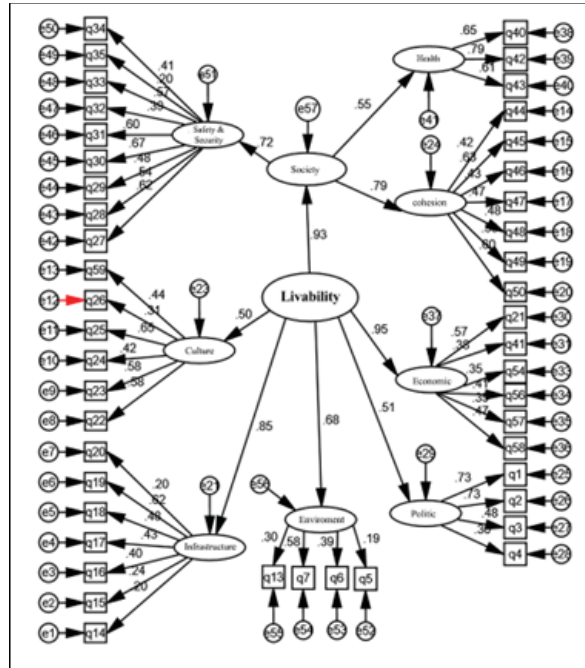 e50 q34
e49 q35
e48 q33
e47 q32
e46 q31
e45 q30
e44 q29
e43 q28
e42 q27
.41
.20
.57
.60
.67
.48
.54
.62
e51
Safety &
Security
.72
e57
Society
.55
.79
.93
Health
e41
.65 q40 e38
.79 q42 e39
.61 q43 e40
e24
cohesion
.42 q44 e14
.63 q45 e15
.43 q46 e16
.47 q47 e17
.48 q48 e18
q49 e19
.60 q50 e20
Livability
e13 q59
e12 q26
e11 q25
e10 q24
e9 q23
e8 q22
.44
.31
.65
.42
.58
.58
e23
Culture
.50
.95
e37
Economic
.57 q21 e30
.38 q41 e31
.35 q54 e33
.41 q56 e34
q57 e35
.47 q58 e36
.68
.51
.85
e7 q20
e6 q19
e5 q18
e4 q17
e3 q16
e2 q15
e1 q14
.20
.62
.48
.43
.40
.24
.20
e21
Infrastructure
e56
Enviroment
.30 .58 .39 .19
q13 q7 q6 q5
e55 e54 e53 e52
e29
Politic
.73 q1 e25
.73 q2 e26
.48 q3 e27
q4 e28